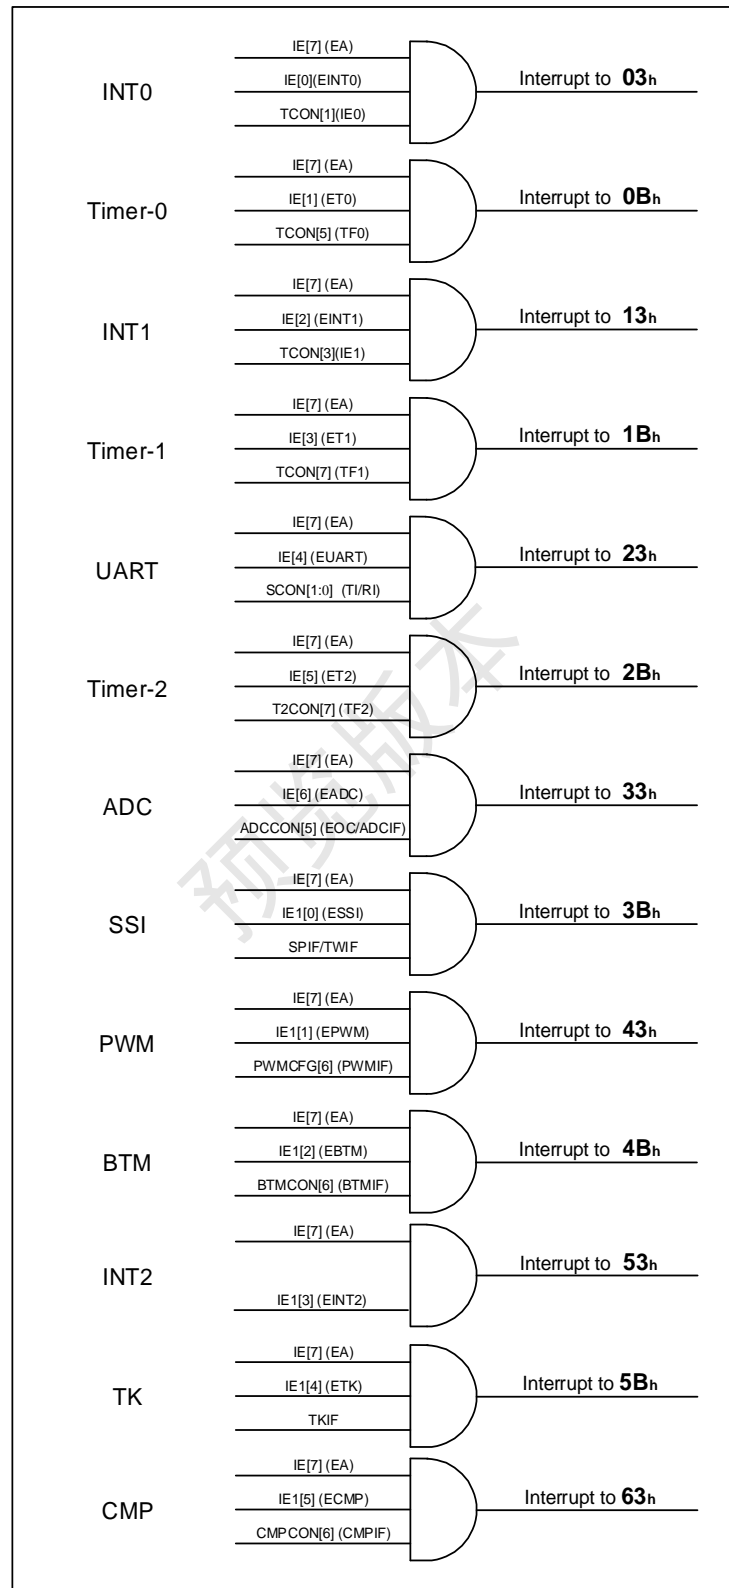 IE[7] (EA)
INT0
IE[0](EINT0)
Interrupt to 03h
TCON[1](IE0)
IE[7] (EA)
Timer-0
IE[1] (ET0)
Interrupt to 0Bh
TCON[5] (TF0)
IE[7] (EA)
INT1
IE[2] (EINT1)
Interrupt to 13h
TCON[3](IE1)
IE[7] (EA)
Timer-1
IE[3] (ET1)
Interrupt to 1Bh
TCON[7] (TF1)
IE[7] (EA)
UART
IE[4] (EUART)
Interrupt to 23h
SCON[1:0] (TI/RI)
IE[7] (EA)
Timer-2
IE[5] (ET2)
Interrupt to 2Bh
T2CON[7] (TF2)
IE[7] (EA)
ADC
IE[6] (EADC)
Interrupt to 33h
ADCCON[5] (EOC/ADCIF)
预览版本
IE[7] (EA)
SSI
IE1[0] (ESSI)
Interrupt to 3Bh
SPIF/TWIF
IE[7] (EA)
PWM
IE1[1] (EPWM)
Interrupt to 43h
PWMCFG[6] (PWMIF)
IE[7] (EA)
BTM
IE1[2] (EBTM)
Interrupt to 4Bh
BTMCON[6] (BTMIF)
IE[7] (EA)
INT2
Interrupt to 53h
IE1[3] (EINT2)
IE[7] (EA)
TK
IE1[4] (ETK)
Interrupt to 5Bh
TKIF
IE[7] (EA)
CMP
IE1[5] (ECMP)
Interrupt to 63h
CMPCON[6] (CMPIF)